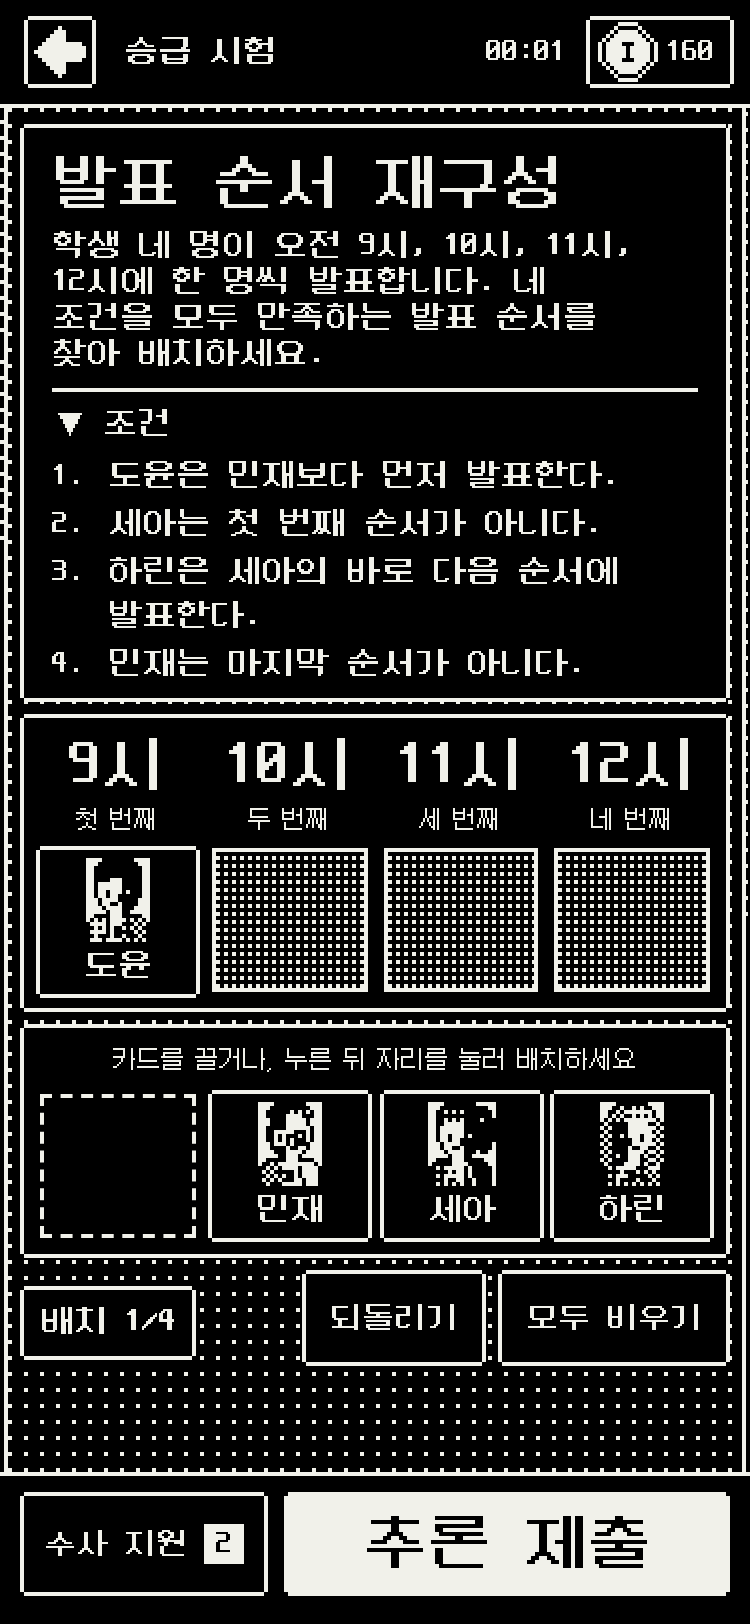 승급 시험 00:01 I 160
발표 순서 재구성
학생 네 명이 오전 9시, 10시, 11시,
12시에 한 명씩 발표합니다. 네
조건을 모두 만족하는 발표 순서를
찾아 배치하세요.
▼ 조건
1. 도윤은 민재보다 먼저 발표한다.
2. 세아는 첫 번째 순서가 아니다.
3. 하린은 세아의 바로 다음 순서에
발표한다.
4. 민재는 마지막 순서가 아니다.
9시 10시 11시 12시
첫 번째 두 번째 세 번째 네 번째
도윤
카드를 끌거나, 누른 뒤 자리를 눌러 배치하세요
민재 세아 하린
배치 1/4 되돌리기 모두 비우기
수사 지원 2 추론 제출